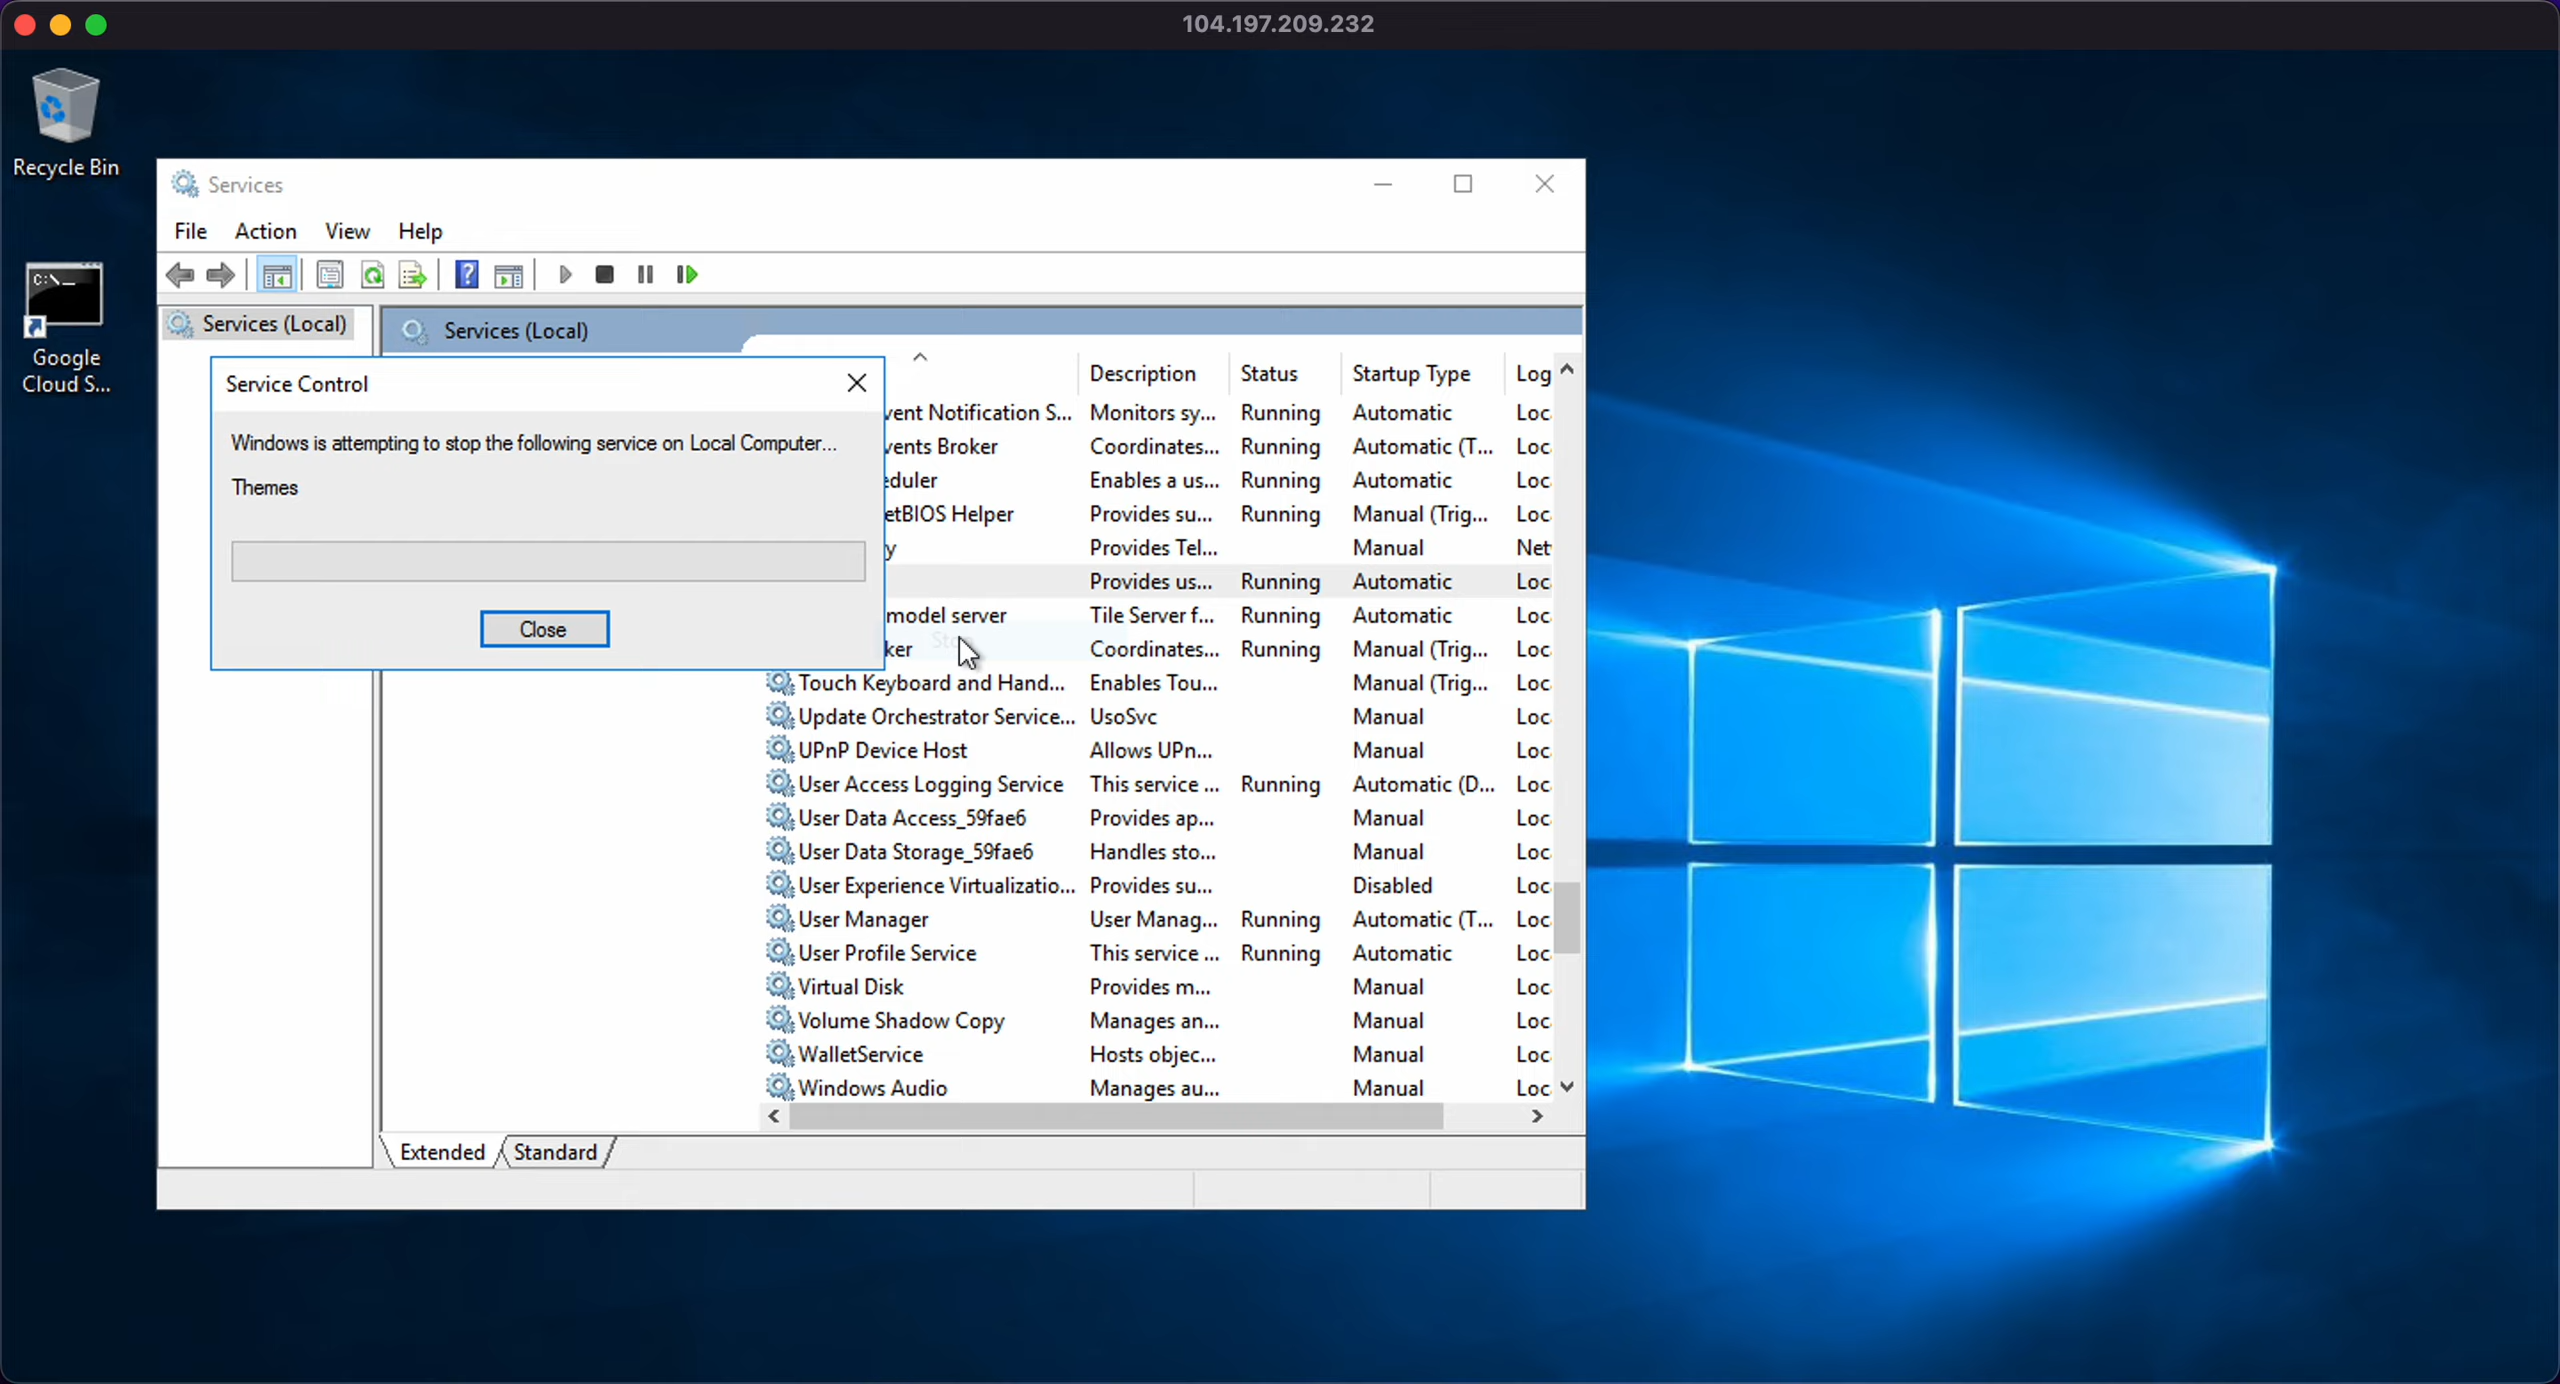 104.197.209.232
Recycle Bin
Google
Cloud S...
Services
File Action View Help
Services (Local)
Services (Local)
Service Control
Windows is attempting to stop the following service on Local Computer...
Themes
Close
Description Status Startup Type Log
vent Notification S... Monitors sy... Running Automatic Loc
vents Broker Coordinates... Running Automatic (T... Loc
eduler Enables a us... Running Automatic Loc
etBIOS Helper Provides su... Running Manual (Trig... Loc
y Provides Tel... Manual Net
Provides us... Running Automatic Loc
model server Tile Server f... Running Automatic Loc
ker Coordinates... Running Manual (Trig... Loc
Touch Keyboard and Hand... Enables Tou... Manual (Trig... Loc
Update Orchestrator Service... UsoSvc Manual Loc
UPnP Device Host Allows UPn... Manual Loc
User Access Logging Service This service ... Running Automatic (D... Loc
User Data Access_59fae6 Provides ap... Manual Loc
User Data Storage_59fae6 Handles sto... Manual Loc
User Experience Virtualizatio... Provides su... Disabled Loc
User Manager User Manag... Running Automatic (T... Loc
User Profile Service This service ... Running Automatic Loc
Virtual Disk Provides m... Manual Loc
Volume Shadow Copy Manages an... Manual Loc
WalletService Hosts objec... Manual Loc
Windows Audio Manages au... Manual Loc
Extended Standard